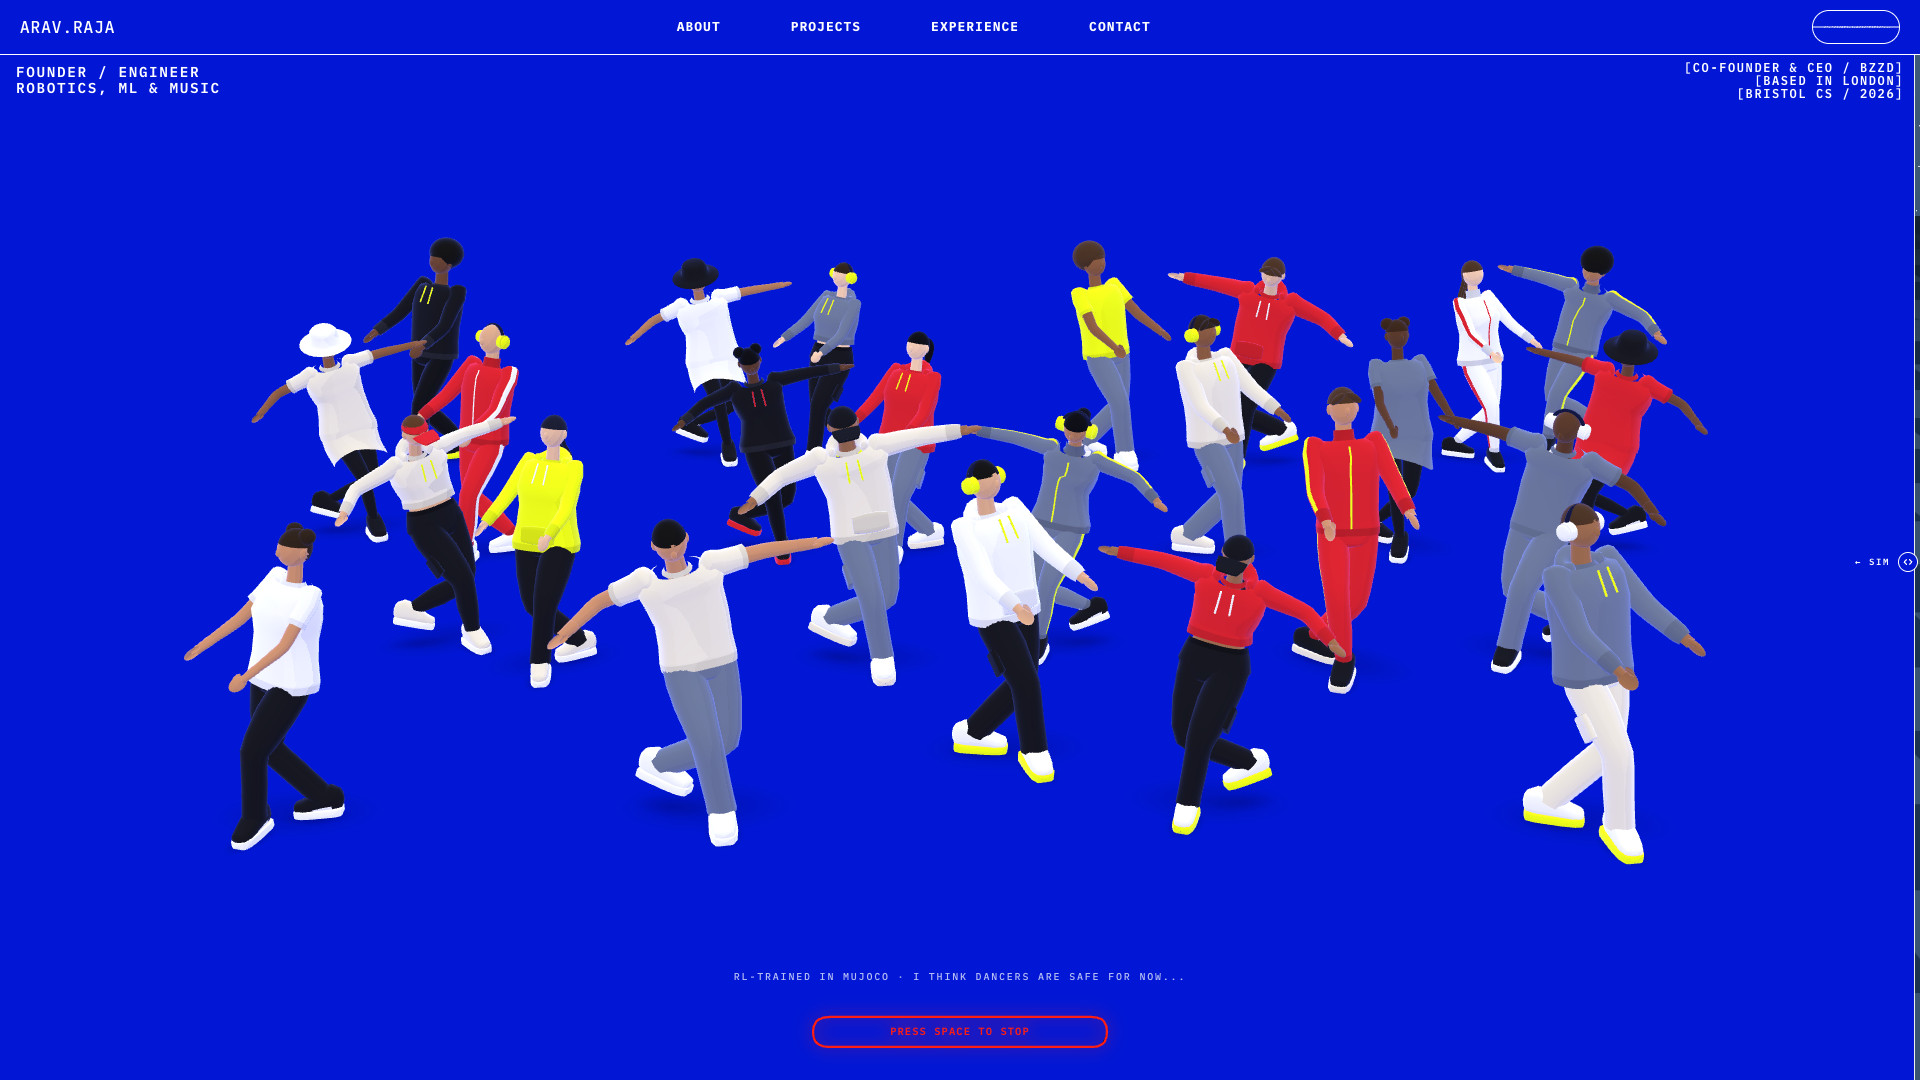 ARAV.RAJA
ABOUT
PROJECTS
EXPERIENCE
CONTACT
FOUNDER / ENGINEER
ROBOTICS, ML & MUSIC
[CO-FOUNDER & CEO / BZZD]
[BASED IN LONDON]
[BRISTOL CS / 2026]
← SIM
RL-TRAINED IN MUJOCO · I THINK DANCERS ARE SAFE FOR NOW...
PRESS SPACE TO STOP